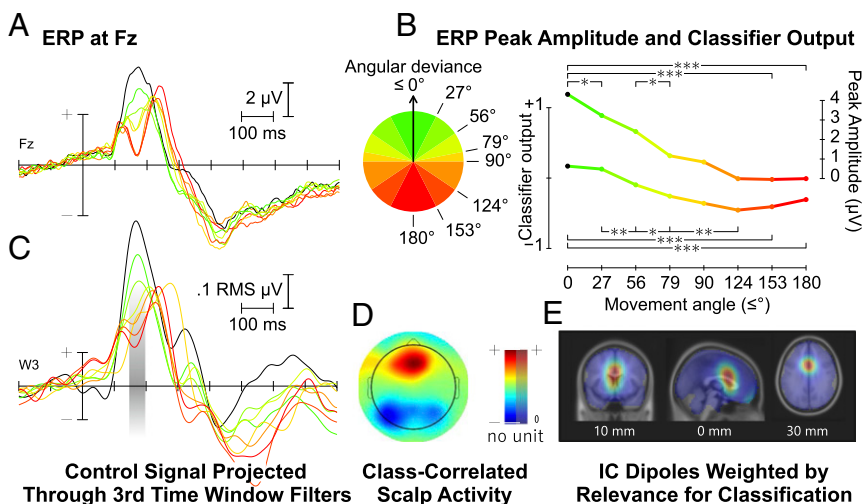 A
ERP at Fz
2 µV
100 ms
+
Fz
–
B
ERP Peak Amplitude and Classifier Output
Angular deviance
≤ 0°
27°
56°
79°
90°
124°
153°
180°
***
***
*
*
+1
Classifier output
–1
Peak Amplitude (µV)
4
3
2
1
0
** * **
***
***
0 27 56 79 90 124 153 180
Movement angle (≤°)
C
.1 RMS µV
100 ms
+
W3
–
Control Signal Projected
Through 3rd Time Window Filters
D
+ +
– 0
no unit
Class-Correlated
Scalp Activity
E
10 mm 0 mm 30 mm
IC Dipoles Weighted by
Relevance for Classification